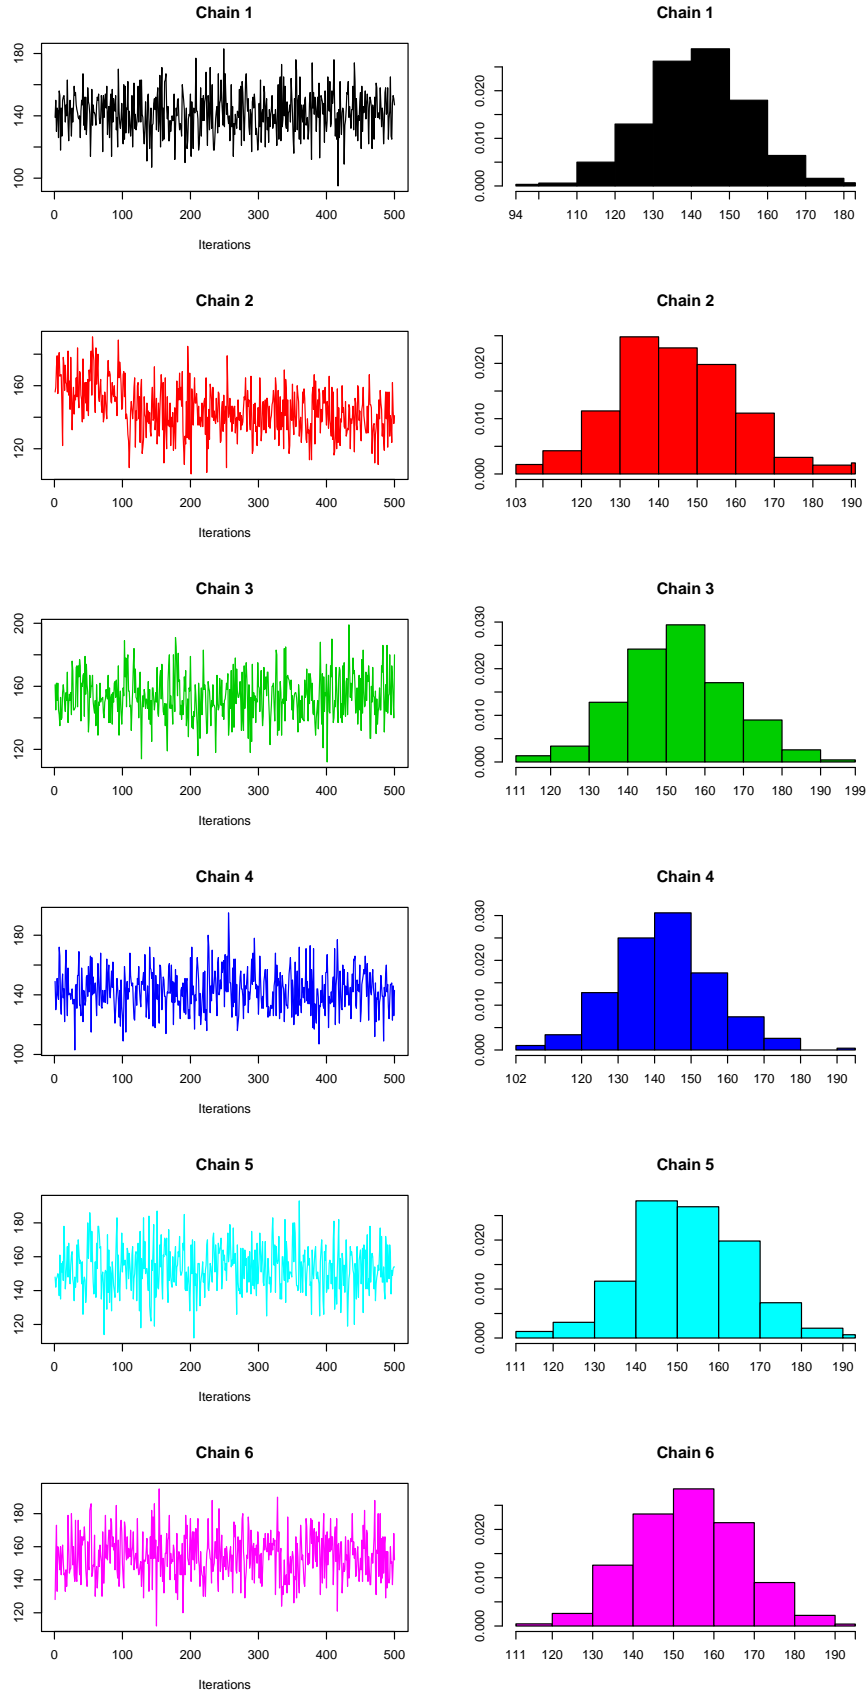 Chain 1
Chain 1
100 140 180
0 100 200 300 400 500
Iterations
0.000 0.010 0.020
94 110 120 130 140 150 160 170 180
Chain 2
Chain 2
120 160
0 100 200 300 400 500
Iterations
0.000 0.010 0.020
103 120 130 140 150 160 170 180 190
Chain 3
Chain 3
120 160 200
0 100 200 300 400 500
Iterations
0.000 0.010 0.020 0.030
111 120 130 140 150 160 170 180 190 199
Chain 4
Chain 4
100 140 180
0 100 200 300 400 500
Iterations
0.000 0.010 0.020 0.030
102 120 130 140 150 160 170 180 190
Chain 5
Chain 5
120 140 160 180
0 100 200 300 400 500
Iterations
0.000 0.010 0.020
111 120 130 140 150 160 170 180 190
Chain 6
Chain 6
120 140 160 180
0 100 200 300 400 500
Iterations
0.000 0.010 0.020
111 120 130 140 150 160 170 180 190